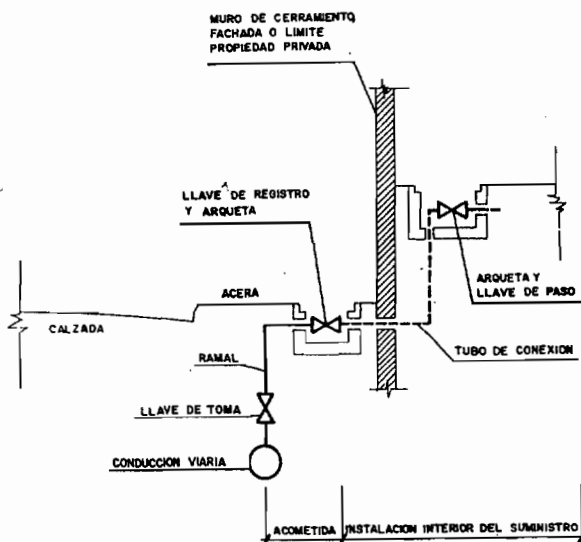 MURO DE CERRAMIENTO,
FACHADA O LIMITE
PROPIEDAD PRIVADA
LLAVE DE REGISTRO
Y ARQUETA
ACERA
CALZADA
ARQUETA Y
LLAVE DE PASO
TUBO DE CONEXION
RAMAL
LLAVE DE TOMA
CONDUCCION VIARIA
ACOMETIDA
INSTALACION INTERIOR DEL SUMINISTRO